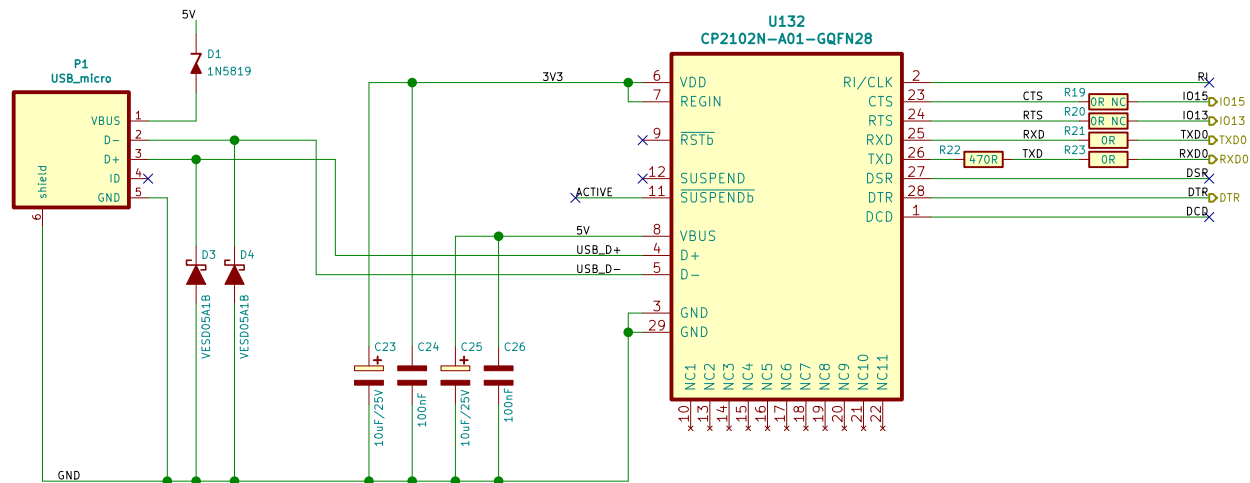 5V
D1
1N5819
P1
USB_micro
VBUS 1
D- 2
D+ 3
ID 4
GND 5
shield
6
GND
D3
VESD05A1B
D4
VESD05A1B
C23
10uF/25V
C24
100nF
C25
10uF/25V
C26
100nF
3V3
ACTIVE
5V
USB_D+
USB_D-
U132
CP2102N-A01-GQFN28
6 VDD
7 REGIN
9 RSTb
12 SUSPEND
11 SUSPENDb
8 VBUS
4 D+
5 D-
3 GND
29 GND
RI/CLK 2
CTS 23
RTS 24
RXD 25
TXD 26
DSR 27
DTR 28
DCD 1
NC1
NC2
NC3
NC4
NC5
NC6
NC7
NC8
NC9
NC10
NC11
10
13
14
15
16
17
18
19
20
21
22
RI
CTS R19 0R NC IO15 IO15
RTS R20 0R NC IO13 IO13
RXD R21 0R TXD0 TXD0
R22 470R TXD R23 0R RXD0 RXD0
DSR
DTR DTR
DCD